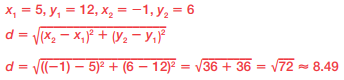 x₁ = 5, y₁ = 12, x₂ = −1, y₂ = 6
d = √(x₂ − x₁)² + (y₂ − y₁)²
d = √((−1) − 5)² + (6 − 12)² = √36 + 36 = √72 ≈ 8.49